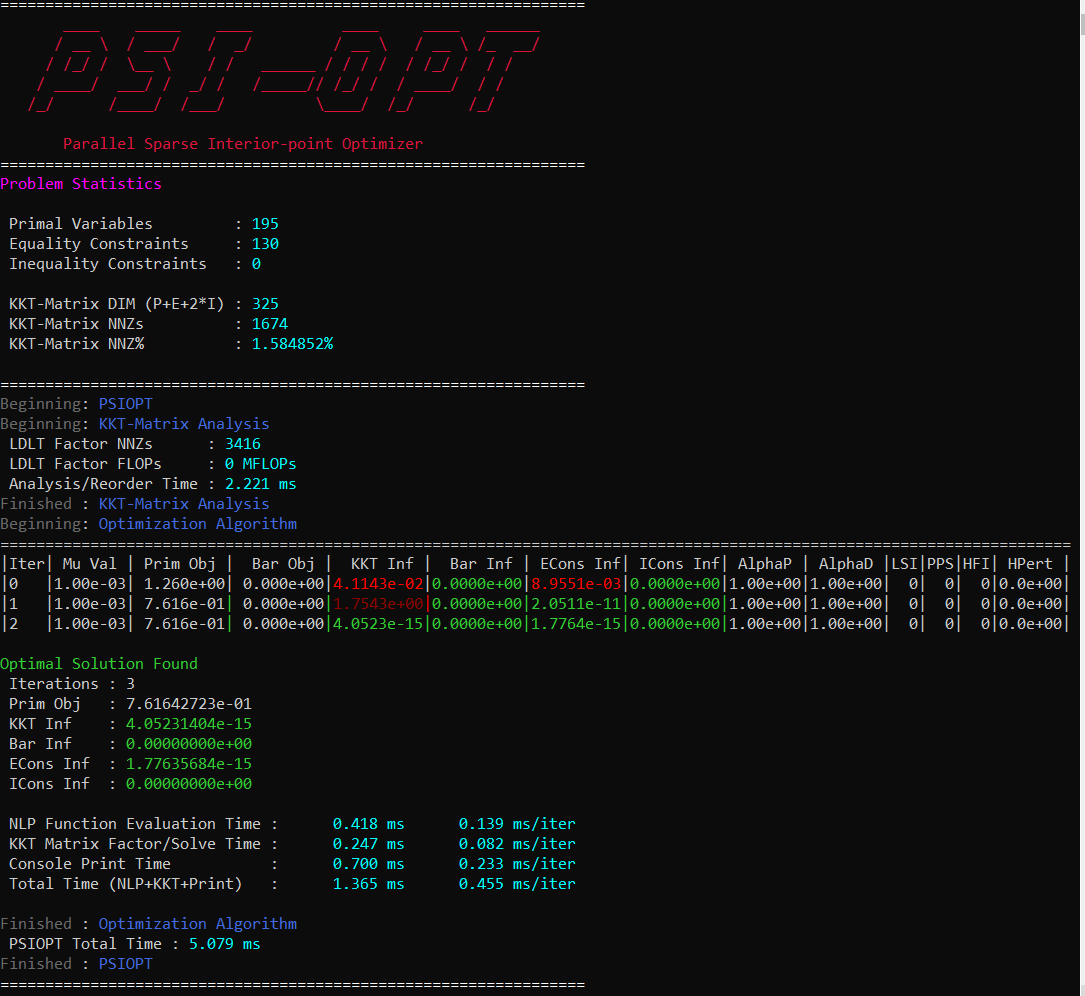 =================================================================
PSI-OPT
Parallel Sparse Interior-point Optimizer
=================================================================
Problem Statistics
Primal Variables          : 195
Equality Constraints      : 130
Inequality Constraints    : 0
KKT-Matrix DIM (P+E+2*I) : 325
KKT-Matrix NNZs           : 1674
KKT-Matrix NNZ%           : 1.584852%
=================================================================
Beginning: PSIOPT
Beginning: KKT-Matrix Analysis
LDLT Factor NNZs      : 3416
LDLT Factor FLOPs     : 0 MFLOPs
Analysis/Reorder Time : 2.221 ms
Finished : KKT-Matrix Analysis
Beginning: Optimization Algorithm
=======================================================================================================================
|Iter| Mu Val | Prim Obj |  Bar Obj |  KKT Inf |  Bar Inf | ECons Inf| ICons Inf| AlphaP | AlphaD |LSI|PPS|HFI| HPert |
|0   |1.00e-03| 1.260e+00| 0.000e+00|4.1143e-02|0.0000e+00|8.9551e-03|0.0000e+00|1.00e+00|1.00e+00|  0|  0|  0|0.0e+00|
|1   |1.00e-03| 7.616e-01| 0.000e+00|1.7543e+00|0.0000e+00|2.0511e-11|0.0000e+00|1.00e+00|1.00e+00|  0|  0|  0|0.0e+00|
|2   |1.00e-03| 7.616e-01| 0.000e+00|4.0523e-15|0.0000e+00|1.7764e-15|0.0000e+00|1.00e+00|1.00e+00|  0|  0|  0|0.0e+00|
Optimal Solution Found
Iterations : 3
Prim Obj   : 7.61642723e-01
KKT Inf    : 4.05231404e-15
Bar Inf    : 0.00000000e+00
ECons Inf  : 1.77635684e-15
ICons Inf  : 0.00000000e+00
NLP Function Evaluation Time :      0.418 ms      0.139 ms/iter
KKT Matrix Factor/Solve Time :      0.247 ms      0.082 ms/iter
Console Print Time           :      0.700 ms      0.233 ms/iter
Total Time (NLP+KKT+Print)   :      1.365 ms      0.455 ms/iter
Finished : Optimization Algorithm
PSIOPT Total Time : 5.079 ms
Finished : PSIOPT
=================================================================